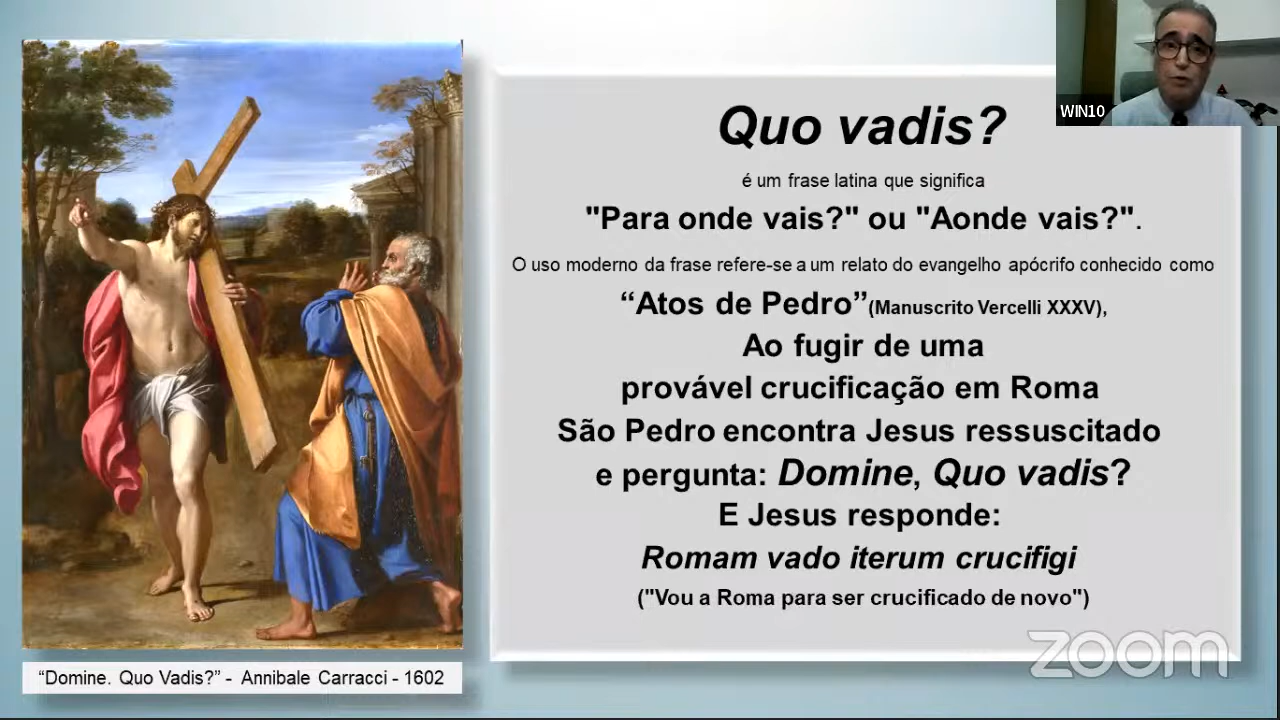 WIN10
Quo vadis?
é um frase latina que significa
"Para onde vais?" ou "Aonde vais?".
O uso moderno da frase refere-se a um relato do evangelho apócrifo conhecido como
“Atos de Pedro”(Manuscrito Vercelli XXXV),
Ao fugir de uma
provável crucificação em Roma
São Pedro encontra Jesus ressuscitado
e pergunta: Domine, Quo vadis?
E Jesus responde:
Romam vado iterum crucifigi
("Vou a Roma para ser crucificado de novo")
zoom
“Domine. Quo Vadis?” - Annibale Carracci - 1602